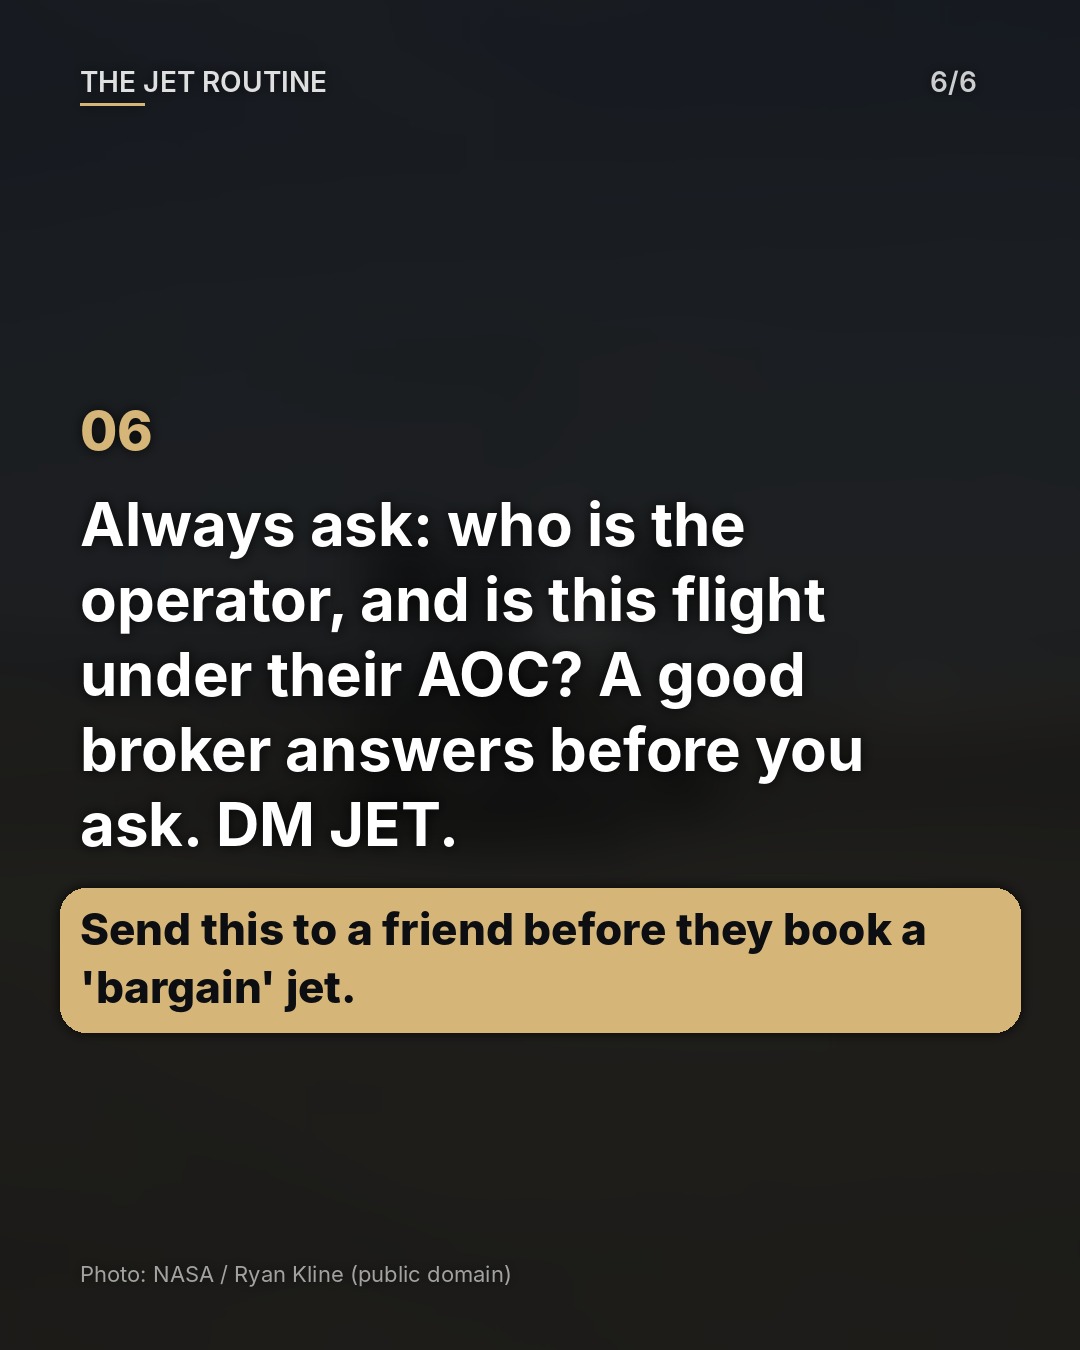 THE JET ROUTINE
6/6
06
Always ask: who is the
operator, and is this flight
under their AOC? A good
broker answers before you
ask. DM JET.
Send this to a friend before they book a
'bargain' jet.
Photo: NASA / Ryan Kline (public domain)